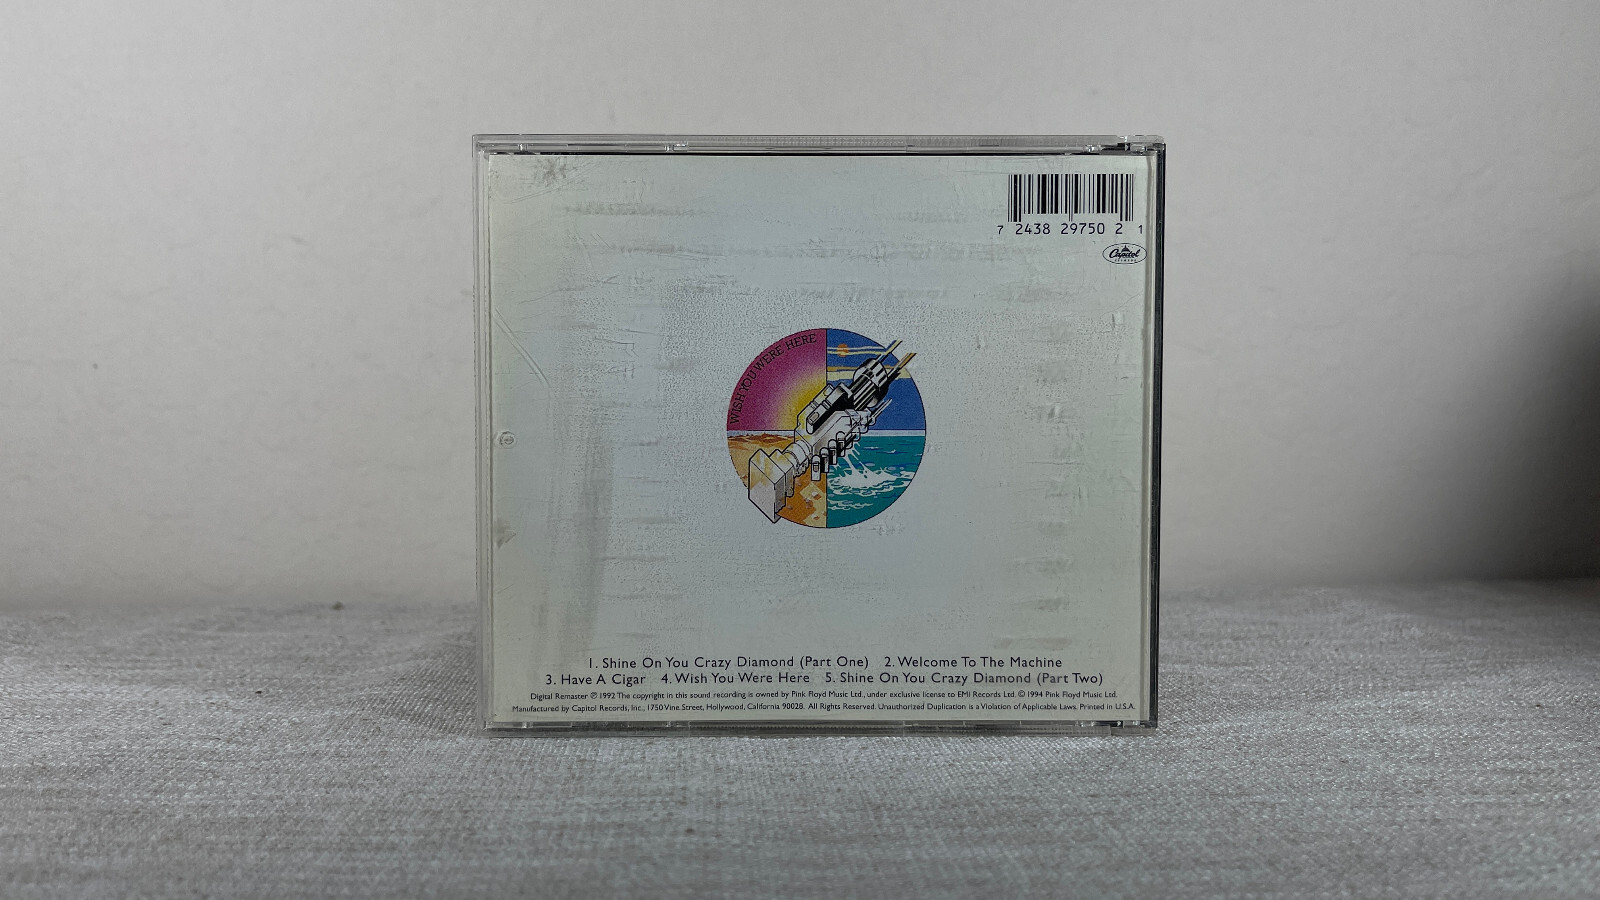 7 2438 29750 2 1
Capitol
WISH YOU WERE HERE
1. Shine On You Crazy Diamond (Part One) 2. Welcome To The Machine
3. Have A Cigar 4. Wish You Were Here 5. Shine On You Crazy Diamond (Part Two)
Digital Remaster ℗ 1992 The copyright in this sound recording is owned by Pink Floyd Music Ltd., under exclusive license to EMI Records Ltd. © 1994 Pink Floyd Music Ltd.
Manufactured by Capitol Records, Inc., 1750 Vine Street, Hollywood, California 90028. All Rights Reserved. Unauthorized Duplication is a Violation of Applicable Laws. Printed in U.S.A.